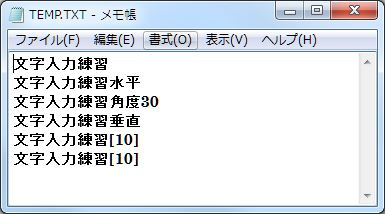 TEMP.TXT - メモ帳
ファイル(F) 編集(E) 書式(O) 表示(V) ヘルプ(H)
文字入力練習
文字入力練習水平
文字入力練習角度30
文字入力練習垂直
文字入力練習[10]
文字入力練習[10]